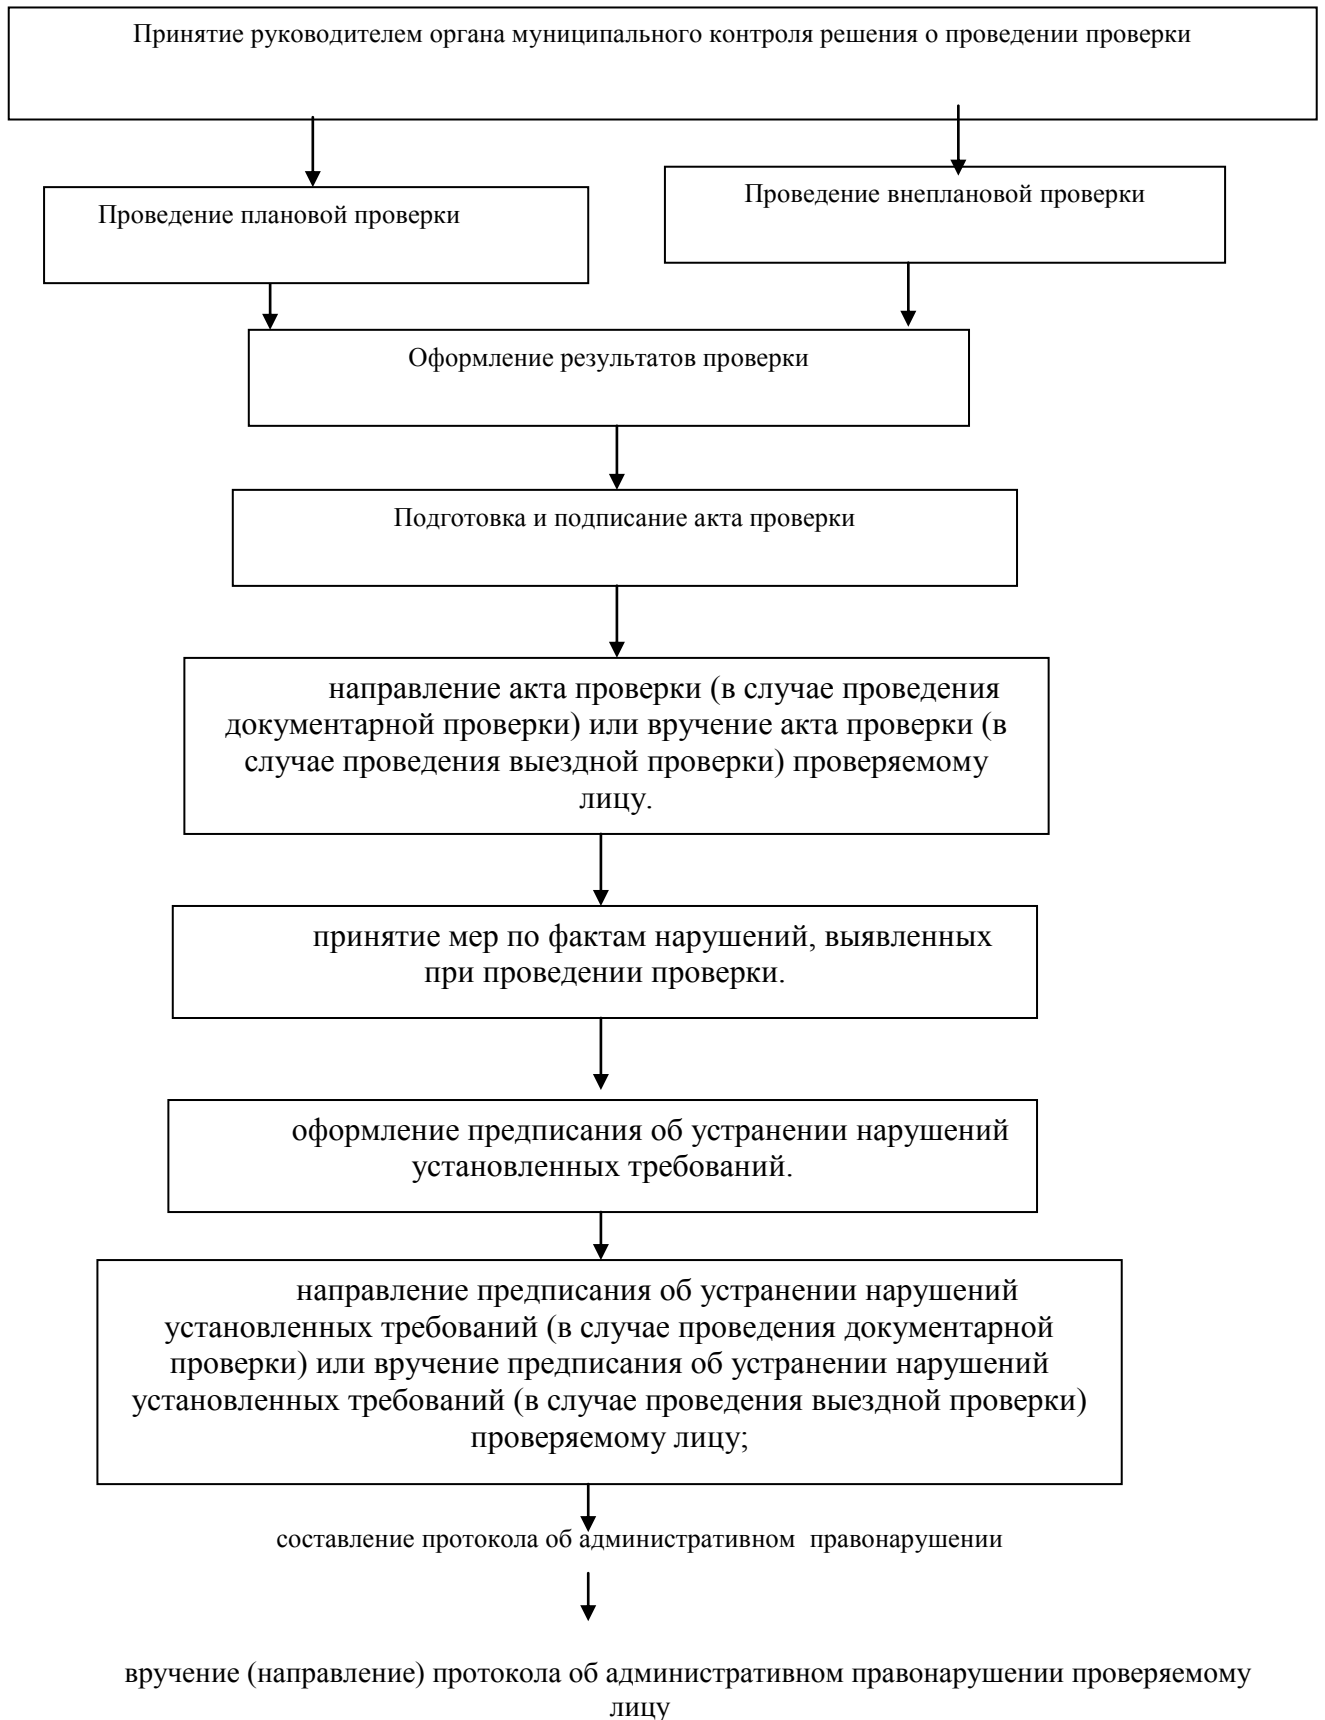 Принятие руководителем органа муниципального контроля решения о проведении проверки
Проведение плановой проверки
Проведение внеплановой проверки
Оформление результатов проверки
Подготовка и подписание акта проверки
направление акта проверки (в случае проведения
документарной проверки) или вручение акта проверки (в
случае проведения выездной проверки) проверяемому
лицу.
принятие мер по фактам нарушений, выявленных
при проведении проверки.
оформление предписания об устранении нарушений
установленных требований.
направление предписания об устранении нарушений
установленных требований (в случае проведения документарной
проверки) или вручение предписания об устранении нарушений
установленных требований (в случае проведения выездной проверки)
проверяемому лицу;
составление протокола об административном правонарушении
вручение (направление) протокола об административном правонарушении проверяемому
лицу